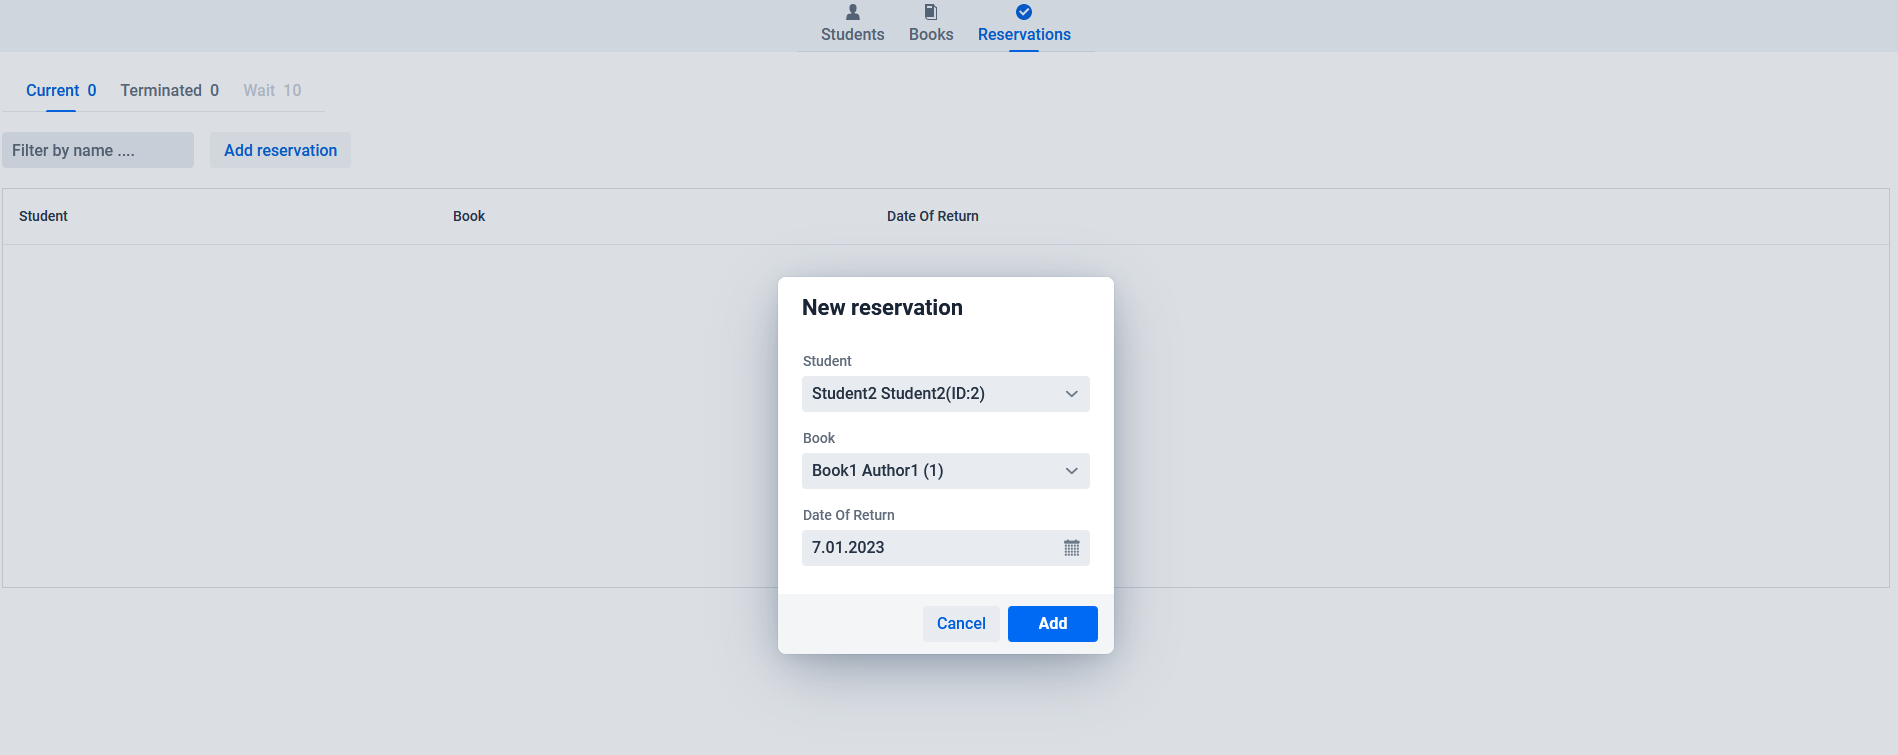 Students Books Reservations
Current 0 Terminated 0 Wait 10
Filter by name .... Add reservation
Student Book Date Of Return
New reservation
Student
Student2 Student2(ID:2)
Book
Book1 Author1 (1)
Date Of Return
7.01.2023
Cancel Add